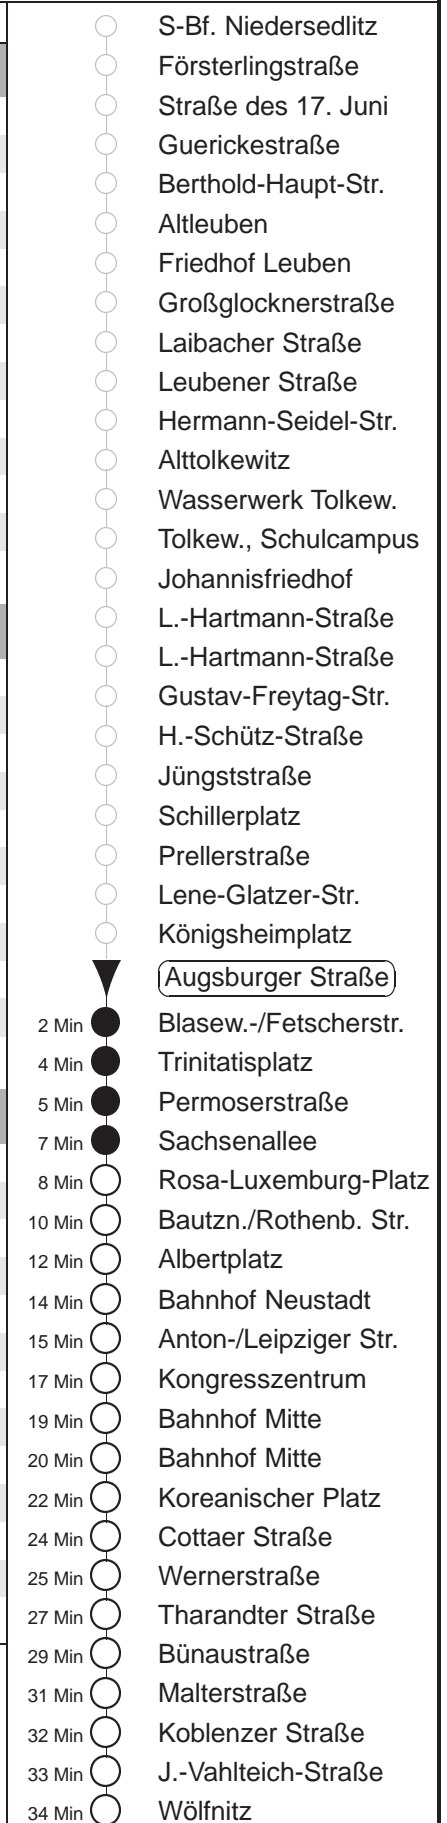 S-Bf. Niedersedlitz
Försterlingstraße
Straße des 17. Juni
Guerickestraße
Berthold-Haupt-Str.
Altleuben
Friedhof Leuben
Großglocknerstraße
Laibacher Straße
Leubener Straße
Hermann-Seidel-Str.
Alttolkewitz
Wasserwerk Tolkew.
Tolkew., Schulcampus
Johannisfriedhof
L.-Hartmann-Straße
L.-Hartmann-Straße
Gustav-Freytag-Str.
H.-Schütz-Straße
Jüngststraße
Schillerplatz
Prellerstraße
Lene-Glatzer-Str.
Königsheimplatz
Augsburger Straße
2 Min Blasew.-/Fetscherstr.
4 Min Trinitatisplatz
5 Min Permoserstraße
7 Min Sachsenallee
8 Min Rosa-Luxemburg-Platz
10 Min Bautzn./Rothenb. Str.
12 Min Albertplatz
14 Min Bahnhof Neustadt
15 Min Anton-/Leipziger Str.
17 Min Kongresszentrum
19 Min Bahnhof Mitte
20 Min Bahnhof Mitte
22 Min Koreanischer Platz
24 Min Cottaer Straße
25 Min Wernerstraße
27 Min Tharandter Straße
29 Min Bünaustraße
31 Min Malterstraße
32 Min Koblenzer Straße
33 Min J.-Vahlteich-Straße
34 Min Wölfnitz